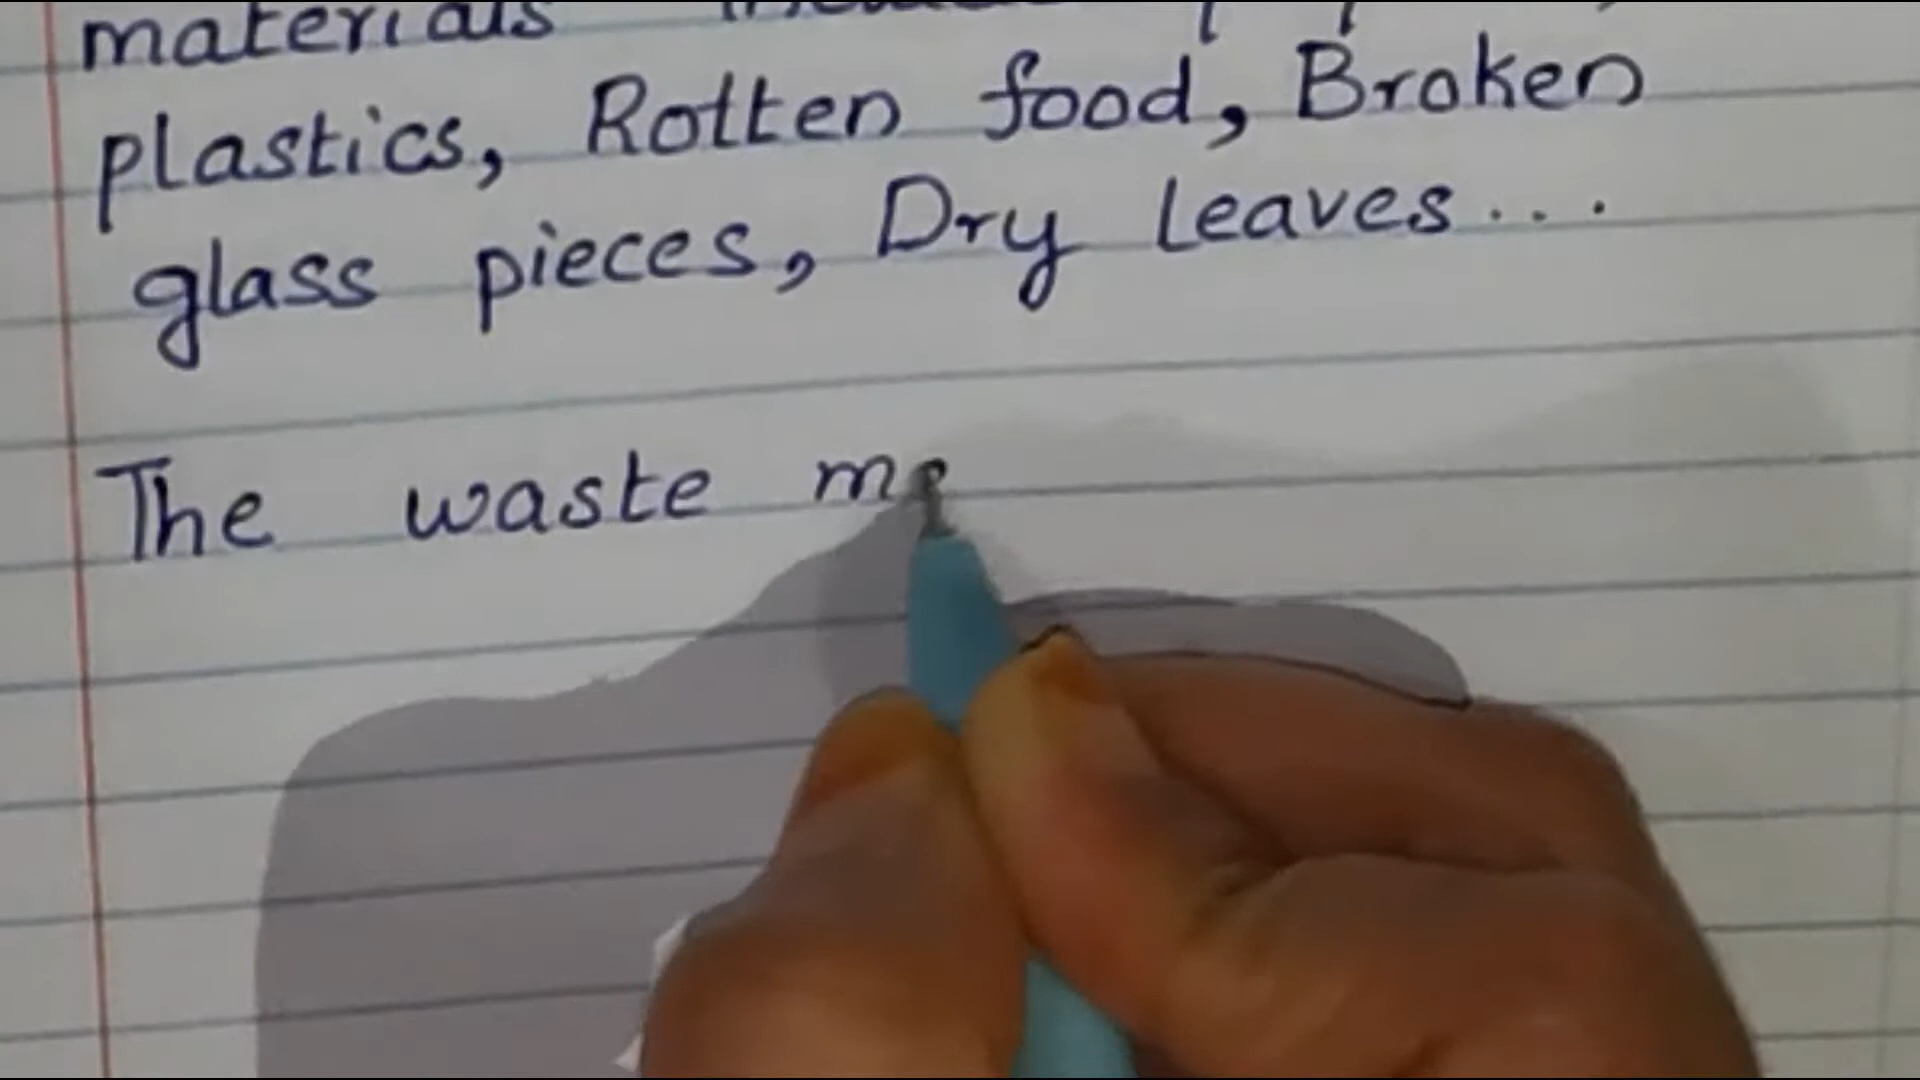 materials
plastics, Rotten food, Broken
glass pieces, Dry leaves...
The waste